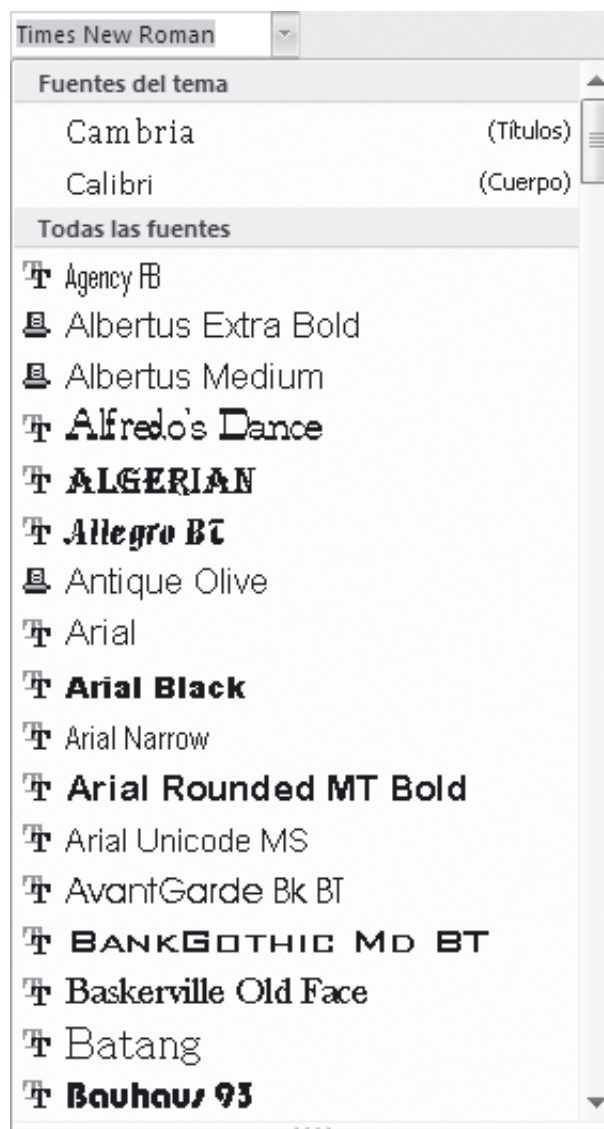 Times New Roman
Fuentes del tema
Cambria (Títulos)
Calibri (Cuerpo)
Todas las fuentes
Agency FB
Albertus Extra Bold
Albertus Medium
Alfredo's Dance
ALGERIAN
Allegro BT
Antique Olive
Arial
Arial Black
Arial Narrow
Arial Rounded MT Bold
Arial Unicode MS
AvantGarde Bk BT
BANKGOTHIC MD BT
Baskerville Old Face
Batang
Bauhaus 93